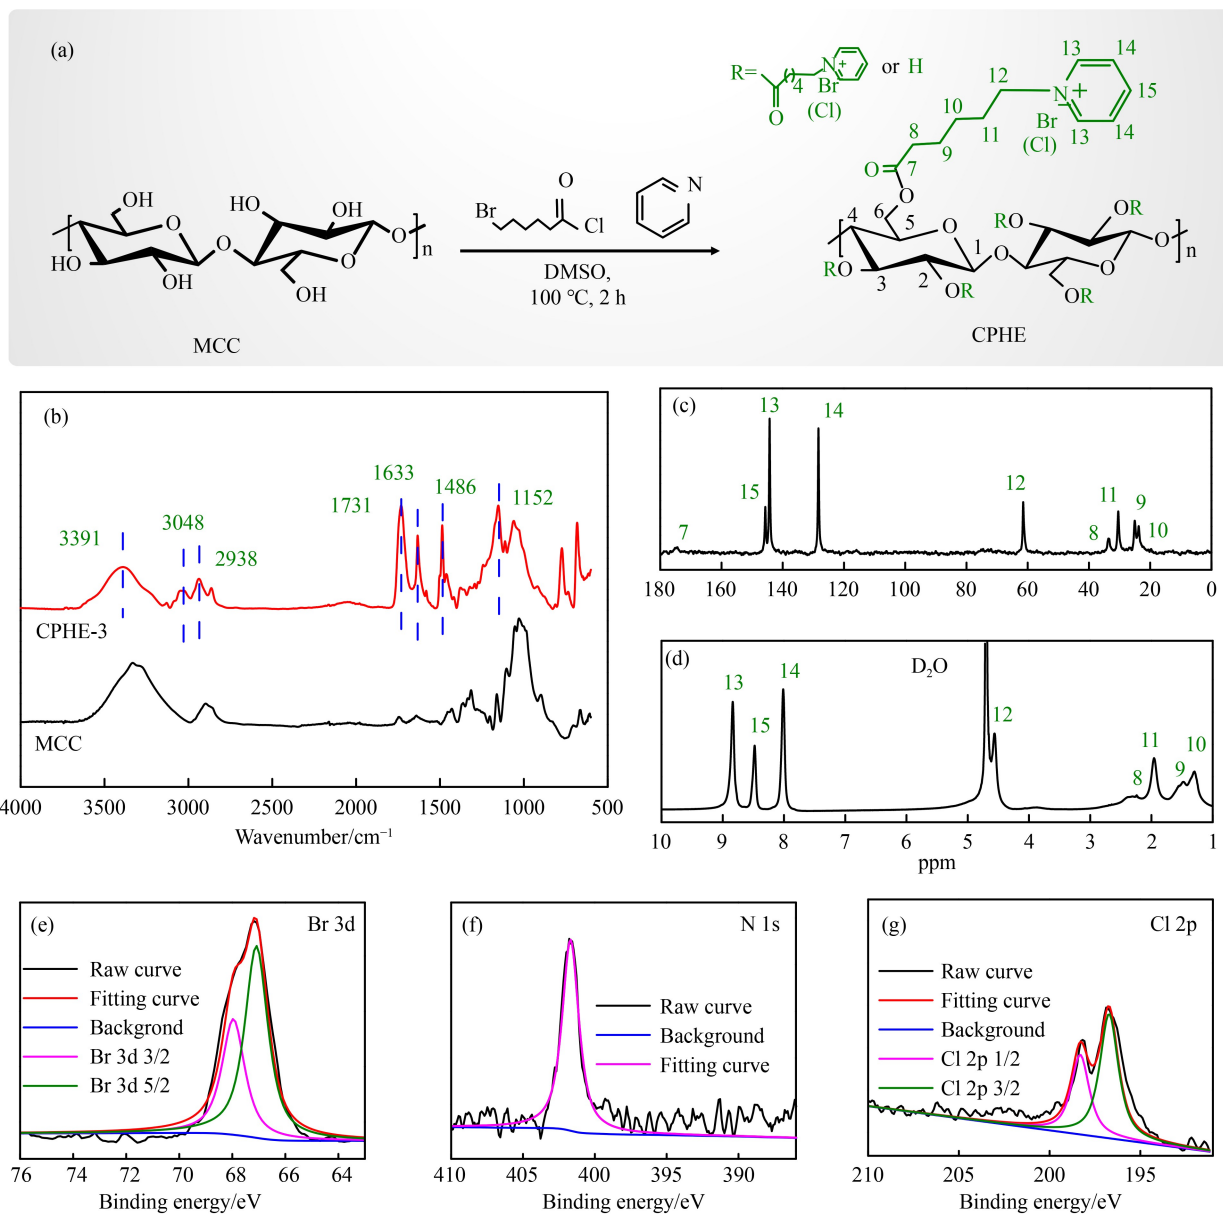 (a)
R= 4 N + Br (Cl) O or H
13 14 12 N + 15 Br (Cl) 13 14
10 11 8 9 7 O O
6 5 4 3 2 1
OH HO OH OH
O O O O n
HO OH OH
MCC
Br O Cl N
DMSO,
100 °C, 2 h
RO OR O O O O n
RO OR OR
CPHE
(b)
1633
1731 1486 1152
3391 3048 2938
CPHE-3
MCC
4000 3500 3000 2500 2000 1500 1000 500
Wavenumber/cm–1
(c)
13 14
15 12 11 9
7 8 10
180 160 140 120 100 80 60 40 20 0
(d)
D2O
13 14
15 12 11 10
8 9
10 9 8 7 6 5 4 3 2 1
ppm
(e) Br 3d
Raw curve
Fitting curve
Backgrond
Br 3d 3/2
Br 3d 5/2
76 74 72 70 68 66 64
Binding energy/eV
(f) N 1s
Raw curve
Background
Fitting curve
410 405 400 395 390
Binding energy/eV
(g) Cl 2p
Raw curve
Fitting curve
Background
Cl 2p 1/2
Cl 2p 3/2
210 205 200 195
Binding energy/eV